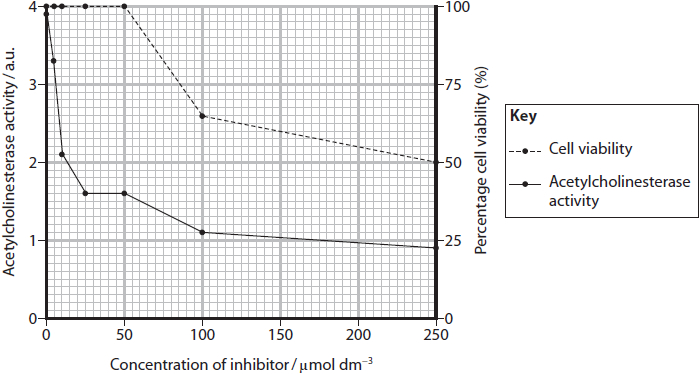 Acetylcholinesterase activity / a.u.
4
3
2
1
0
0
50
100
150
200
250
Concentration of inhibitor / μmol dm⁻³
100
75
50
25
0
Percentage cell viability (%)
Key
Cell viability
Acetylcholinesterase
activity